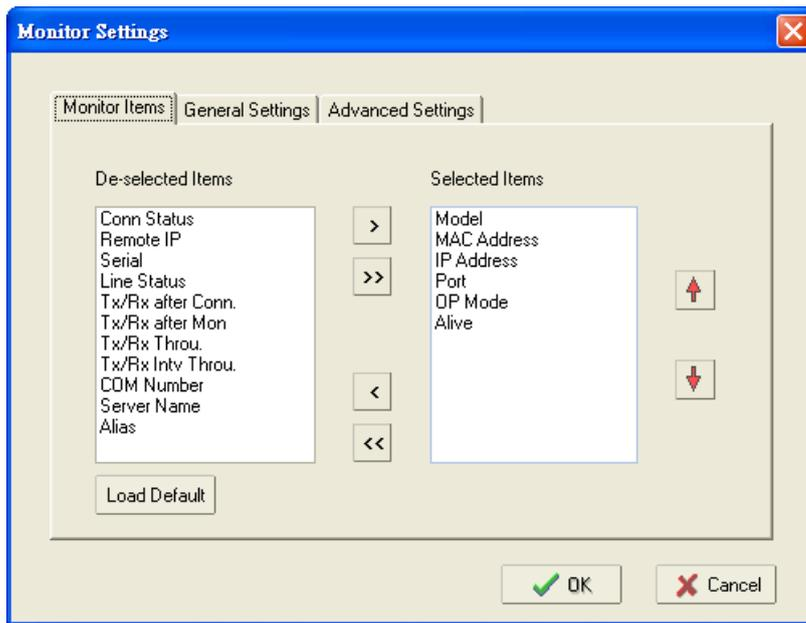 Monitor Settings
Monitor Items General Settings Advanced Settings
De-selected Items
Conn Status
Remote IP
Serial
Line Status
Tx/Rx after Conn.
Tx/Rx after Mon
Tx/Rx Throu.
Tx/Rx Intv Throu.
COM Number
Server Name
Alias
>
>>
<
<<
Selected Items
Model
MAC Address
IP Address
Port
OP Mode
Alive
Load Default
OK Cancel